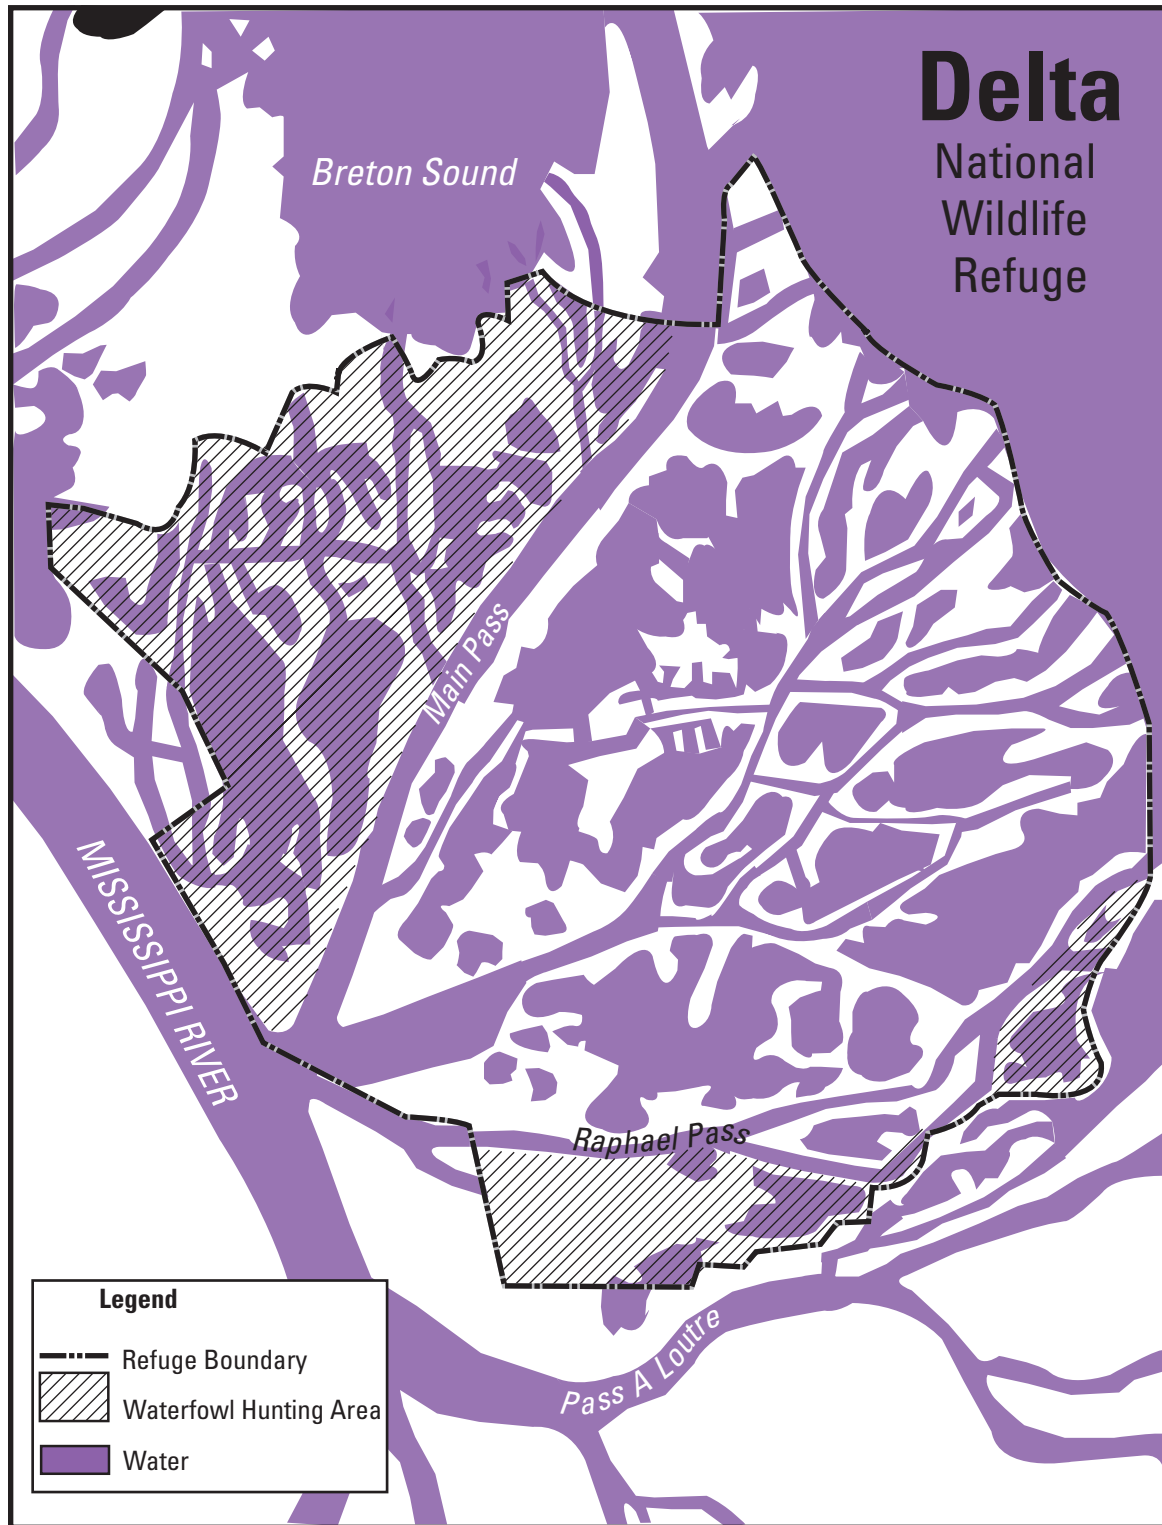 Delta
National
Wildlife
Refuge
Breton Sound
Main Pass
MISSISSIPPI RIVER
Raphael Pass
Pass A Loutre
Legend
Refuge Boundary
Waterfowl Hunting Area
Water